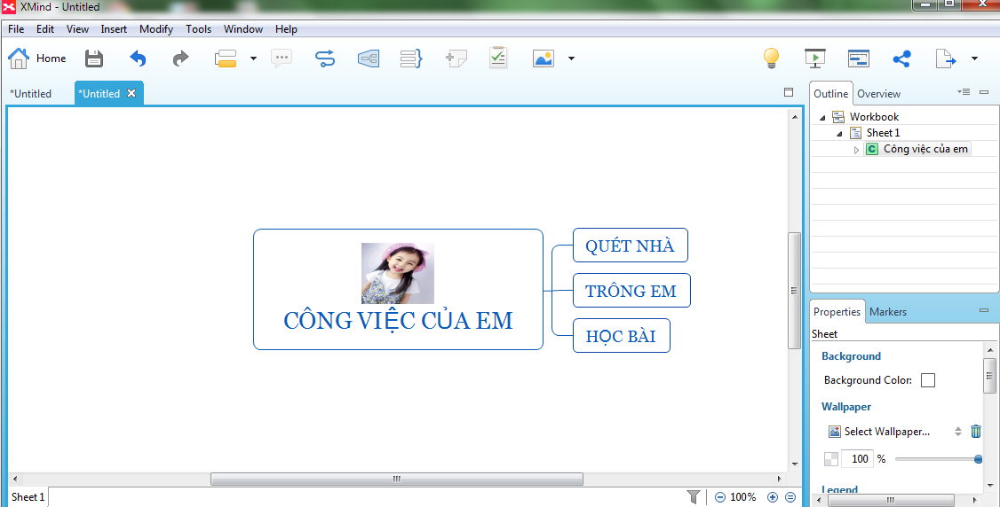 XMind - Untitled
File Edit View Insert Modify Tools Window Help
Home
*Untitled *Untitled
Outline Overview
Workbook
Sheet 1
C Công việc của em
CÔNG VIỆC CỦA EM
QUÉT NHÀ
TRÔNG EM
HỌC BÀI
Properties Markers
Sheet
Background
Background Color:
Wallpaper
Select Wallpaper...
100 %
Legend
Sheet 1
100%